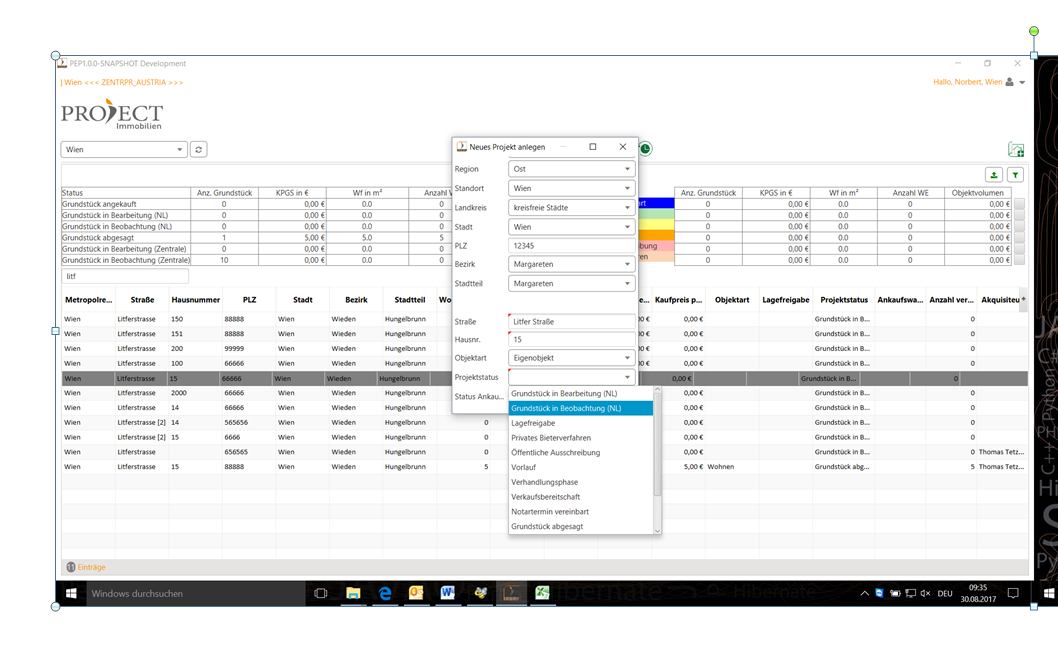 PEP1.0.0-SNAPSHOT Development
| Wien <<< ZENTRPR_AUSTRIA >>>
Hallo, Norbert, Wien
PROJECT
Immobilien
Wien
Neues Projekt anlegen
Region Ost
Standort Wien
Landkreis kreisfreie Städte
Stadt Wien
PLZ 12345
Bezirk Margareten
Stadtteil Margareten
Straße Litfer Straße
Hausnr. 15
Objektart Eigenobjekt
Projektstatus
Status Ankau...
Grundstück in Bearbeitung (NL)
Grundstück in Beobachtung (NL)
Lagefreigabe
Privates Bieterverfahren
Öffentliche Ausschreibung
Vorlauf
Verhandlungsphase
Verkaufsbereitschaft
Notartermin vereinbart
Grundstück abgesagt
Status Anz. Grundstück KPGS in € Wf in m² Anzahl
Grundstück angekauft 0 0,00 € 0.0 0
Grundstück in Bearbeitung (NL) 0 0,00 € 0.0 0
Grundstück in Beobachtung (NL) 0 0,00 € 0.0 0
Grundstück abgesagt 1 5,00 € 5.0 5
Grundstück in Bearbeitung (Zentrale) 0 0,00 € 0.0 0
Grundstück in Beobachtung (Zentrale) 10 0,00 € 0.0 0
Anz. Grundstück KPGS in € Wf in m² Anzahl WE Objektvolumen
rt 0 0,00 € 0.0 0 0,00 €
0 0,00 € 0.0 0 0,00 €
0 0,00 € 0.0 0 0,00 €
0 0,00 € 0.0 0 0,00 €
bung 0 0,00 € 0.0 0 0,00 €
en 0 0,00 € 0.0 0 0,00 €
litf
Metropolre... Straße Hausnummer PLZ Stadt Bezirk Stadtteil Wo e... Kaufpreis p... Objektart Lagefreigabe Projektstatus Ankaufswa... Anzahl ver... Akquisiteu
Wien Litferstrasse 150 88888 Wien Wieden Hungelbrunn 00 € 0,00 € Grundstück in B... 0
Wien Litferstrasse 151 88888 Wien Wieden Hungelbrunn 00 € 0,00 € Grundstück in B... 0
Wien Litferstrasse 200 99999 Wien Wieden Hungelbrunn 00 € 0,00 € Grundstück in B... 0
Wien Litferstrasse 100 66666 Wien Wieden Hungelbrunn 00 € 0,00 € Grundstück in B... 0
Wien Litferstrasse 15 66666 Wien Wieden Hungelbrunn 0,00 € Grundstück in B... 0
Wien Litferstrasse 2000 66666 Wien Wieden Hungelbrunn 0,00 € Grundstück in B... 0
Wien Litferstrasse 14 66666 Wien Wieden Hungelbrunn 0,00 € Grundstück in B... 0
Wien Litferstrasse [2] 14 565656 Wien Wieden Hungelbrunn 0 0,00 € Grundstück in B... 0
Wien Litferstrasse [2] 15 6666 Wien Wieden Hungelbrunn 0 0,00 € Grundstück in B... 0
Wien Litferstrasse 656565 Wien Wieden Hungelbrunn 0 0,00 € Grundstück in B... 0 Thomas Tetz...
Wien Litferstrasse 15 88888 Wien Wieden Hungelbrunn 5 5,00 € Wohnen Grundstück abg... 5 Thomas Tetz...
11 Einträge
Windows durchsuchen
DEU
09:35
30.08.2017
Hibernate
Python
C++